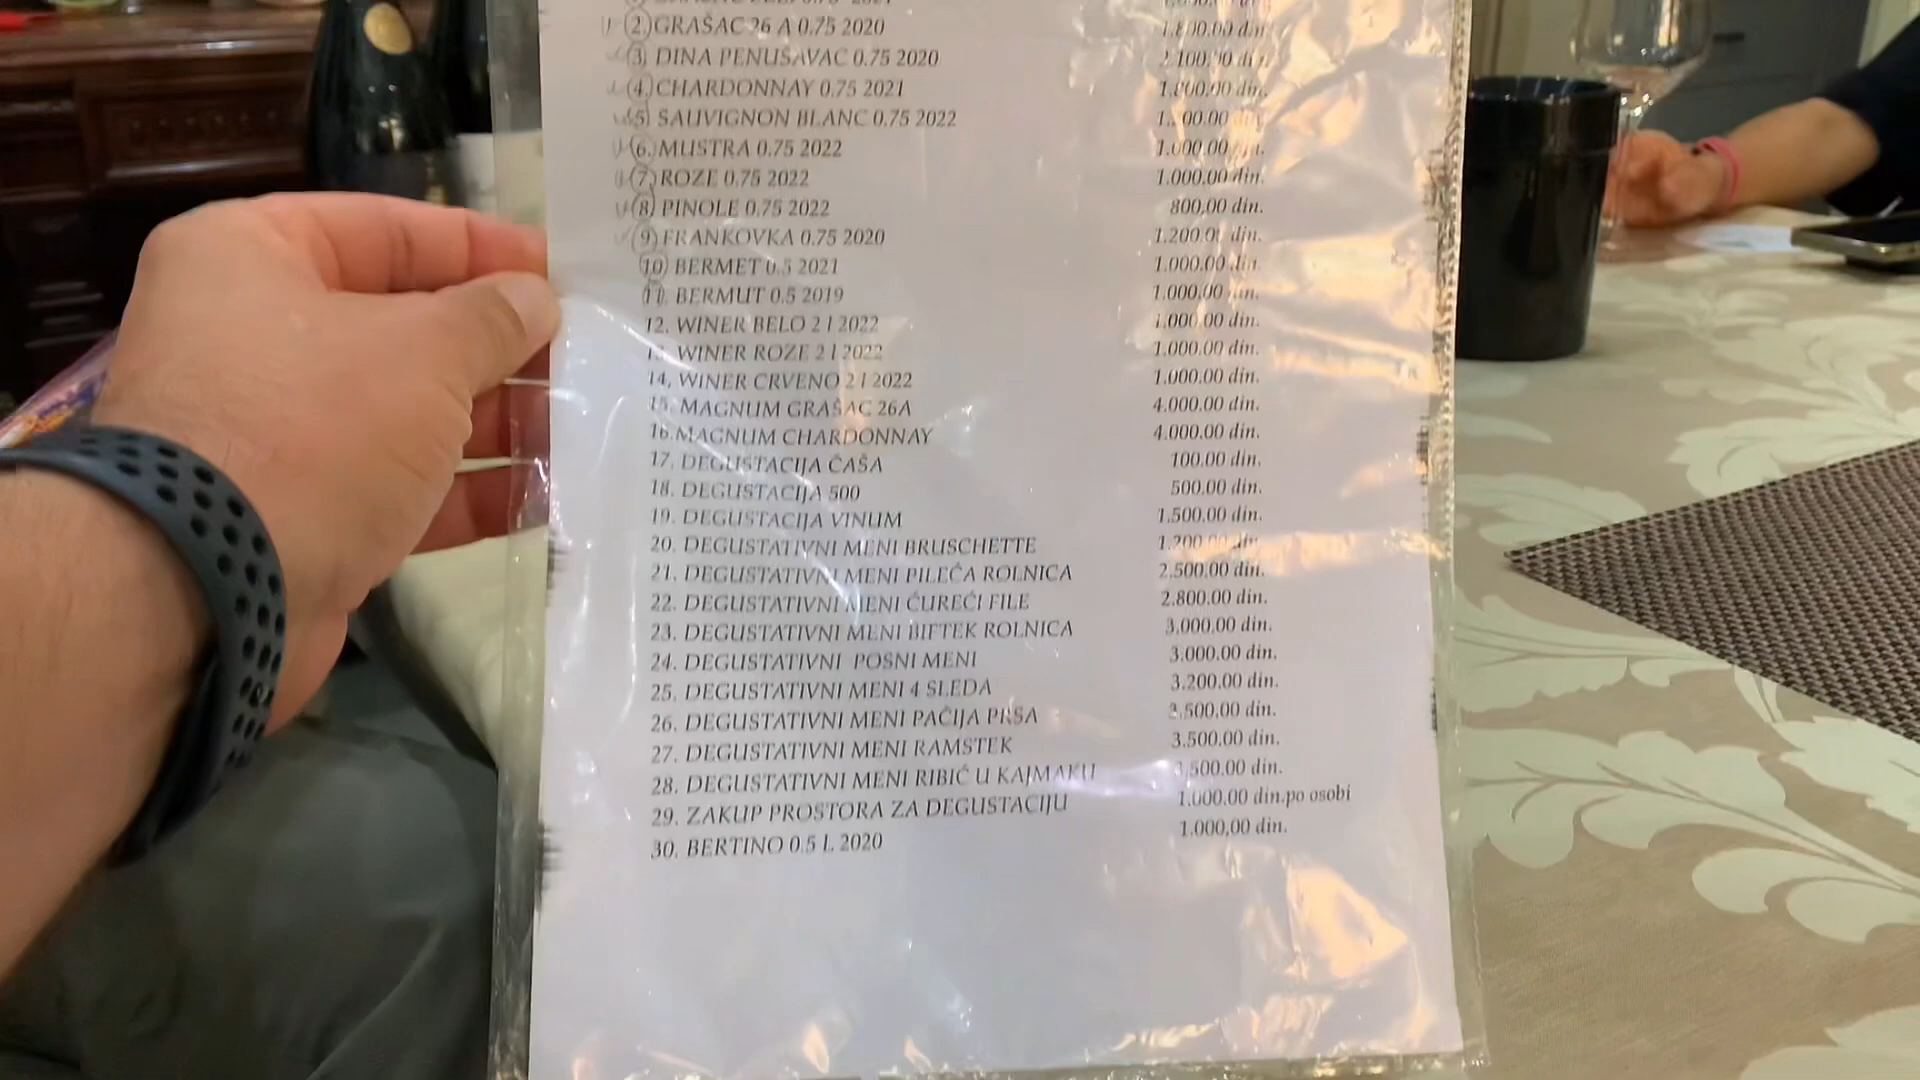 2. GRAŠAC 26 A 0.75 2020 1.800.00 din.
3) DINA PENUŠAVAC 0.75 2020 2.100,00 din.
4. CHARDONNAY 0.75 2021 din.
5) SAUVIGNON BLANC 0.75 2022
6. MUSTRA 0.75 2022 1.000.00 din.
7) ROZE 0.75 2022 1.000.00 din.
8) PINOLE 0.75 2022 800,00 din.
9) FRANKOVKA 0.75 2020 1.200.00 din.
10) BERMET 0.5 2021 1.000.00 din.
11. BERMUT 0.5 2019 1.000,00 din.
12. WINER BELO 2 l 2022 1.000.00 din.
13. WINER ROZE 2 l 2022 1.000.00 din.
14, WINER CRVENO 2 l 2022 1.000.00 din.
15. MAGNUM GRAŠAC 26A 4.000.00 din.
16.MAGNUM CHARDONNAY 4.000.00 din.
17. DEGUSTACIJA ČAŠA 100.00 din.
18. DEGUSTACIJA 500 500.00 din.
19. DEGUSTACIJA VINUM 1.500.00 din.
20. DEGUSTATIVNI MENI BRUSCHETTE din.
21. DEGUSTATIVNI MENI PILEĆA ROLNICA 2.500.00 din.
22. DEGUSTATIVNI MENI ĆUREĆI FILE 2.800.00 din.
23. DEGUSTATIVNI MENI BIFTEK ROLNICA 3.000,00 din.
24. DEGUSTATIVNI POSNI MENI 3.000.00 din.
25. DEGUSTATIVNI MENI 4 SLEDA 3.200.00 din.
26. DEGUSTATIVNI MENI PAČIJA PRSA din.
27. DEGUSTATIVNI MENI RAMSTEK 3.500.00 din.
28. DEGUSTATIVNI MENI RIBIĆ U KAJMAKU 3.500.00 din.
29. ZAKUP PROSTORA ZA DEGUSTACIJU 1.000.00 din.po osobi
30. BERTINO 0.5 L 2020 1.000,00 din.